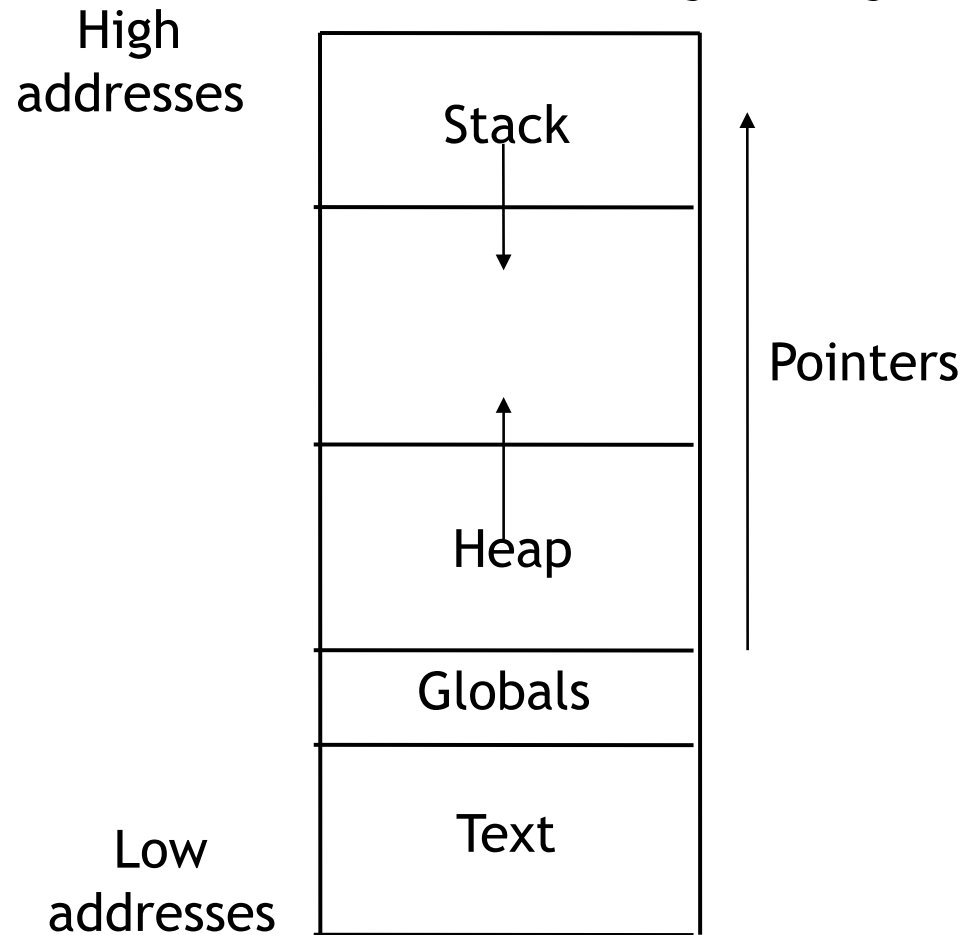 High
addresses
Stack
Pointers
Heap
Globals
Text
Low
addresses